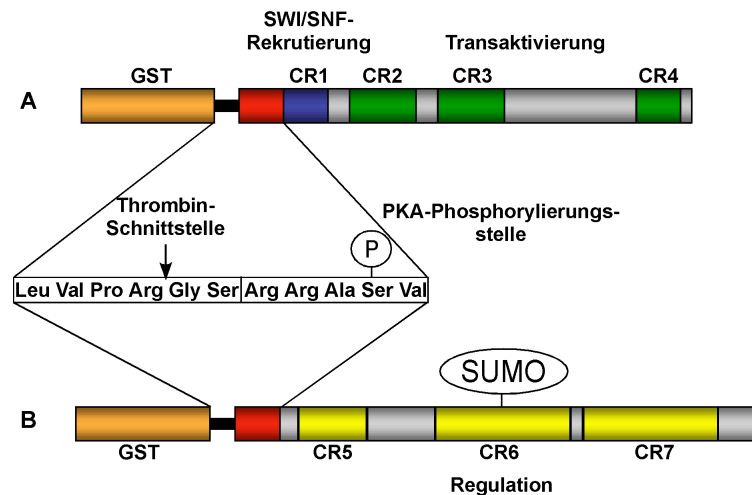 SWI/SNF-
Rekrutierung
Transaktivierung
GST
CR1
CR2
CR3
CR4
A
Thrombin-
Schnittstelle
PKA-Phosphorylierungs-
stelle
P
Leu Val Pro Arg Gly Ser Arg Arg Ala Ser Val
SUMO
B
GST
CR5
CR6
CR7
Regulation